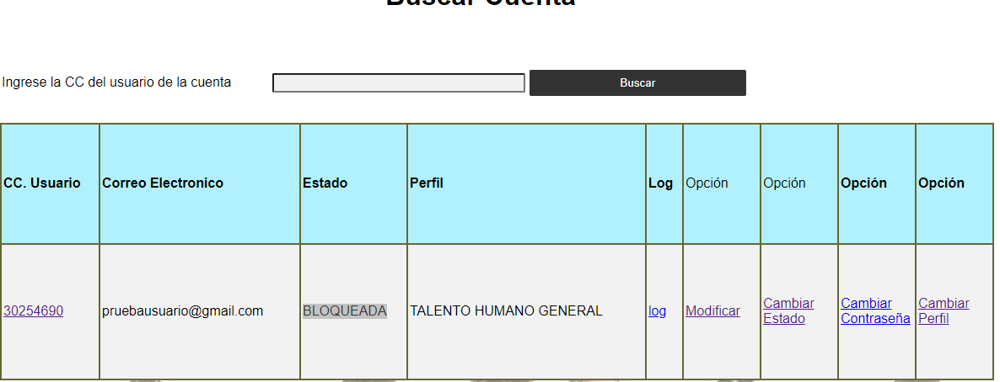 Buscar Cuenta
Ingrese la CC del usuario de la cuenta
Buscar
CC. Usuario Correo Electronico Estado Perfil Log Opción Opción Opción Opción
30254690 pruebausuario@gmail.com BLOQUEADA TALENTO HUMANO GENERAL log Modificar Cambiar Estado Cambiar Contraseña Cambiar Perfil